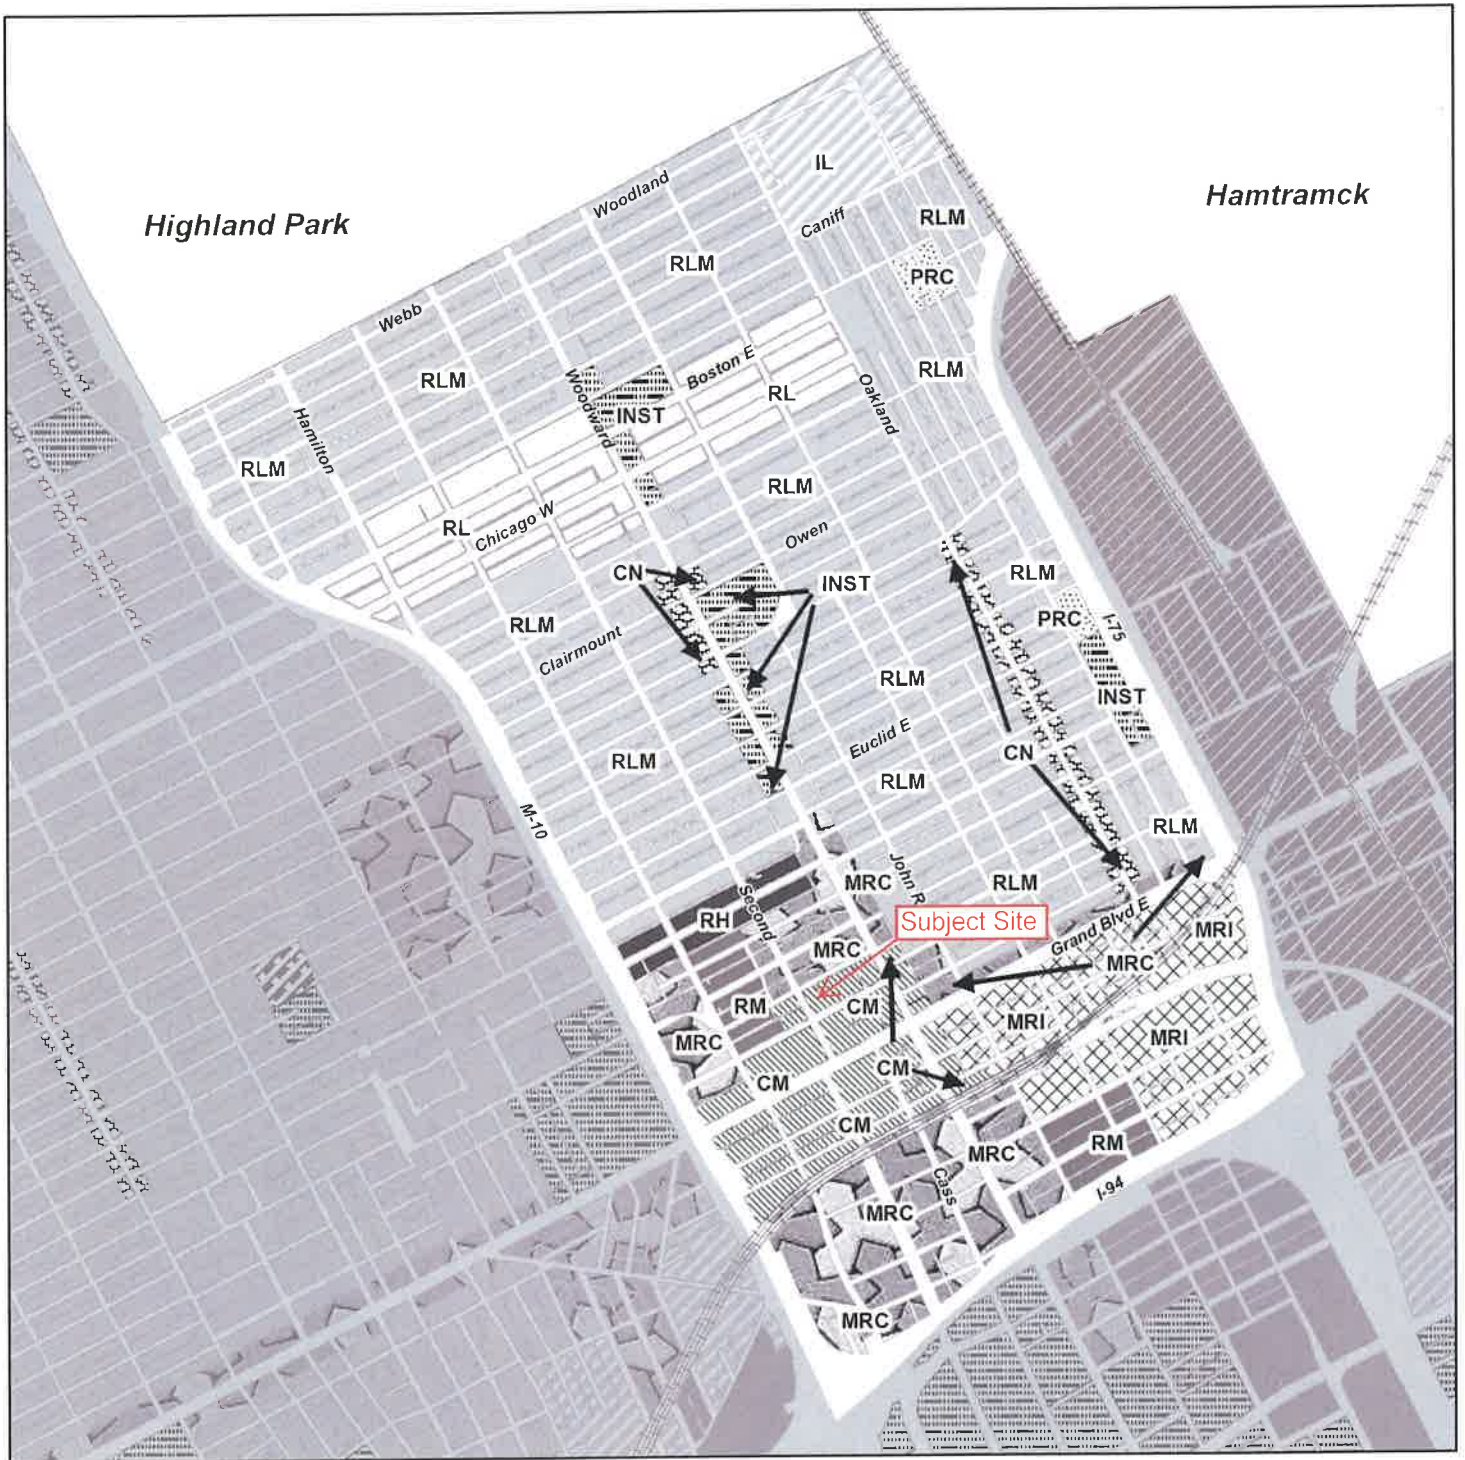 IL
Highland Park
Woodland
Hamtramck
Caniff
RLM
RLM
PRC
Webb
Boston E
RLM
RLM
RL
Woodward
INST
Oakland
Hamilton
RLM
RLM
RL
Chicago W
Owen
CN
INST
RLM
PRC
I-75
RLM
Clairmount
RLM
INST
Euclid E
CN
RLM
RLM
M-10
RLM
John R
MRC
RLM
Second
RH
Subject Site
Grand Blvd E
MRI
MRC
MRC
RM
CM
MRI
MRC
MRI
CM
CM
CM
RM
MRC
Cass
I-94
MRC
MRC